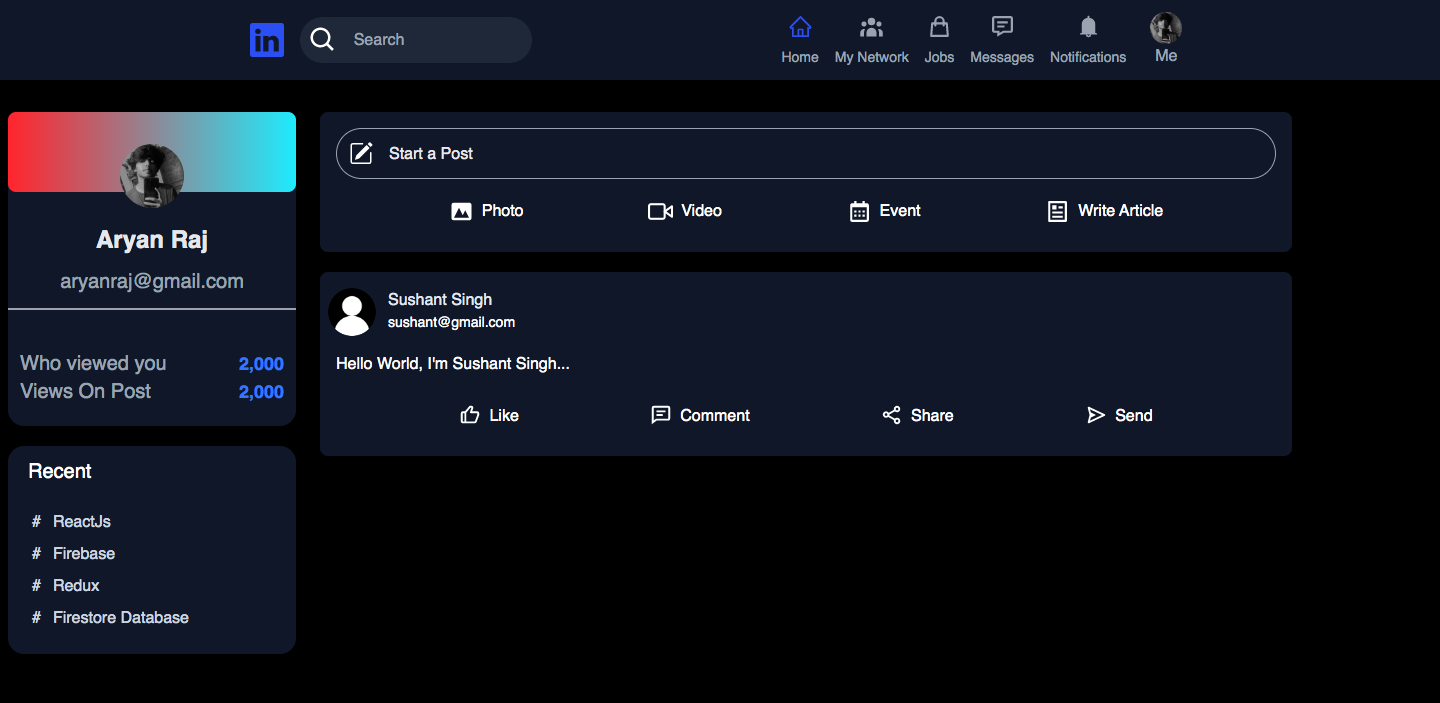 in
Search
Home
My Network
Jobs
Messages
Notifications
Me
Aryan Raj
aryanraj@gmail.com
Who viewed you 2,000
Views On Post 2,000
Recent
# ReactJs
# Firebase
# Redux
# Firestore Database
Start a Post
Photo
Video
Event
Write Article
Sushant Singh
sushant@gmail.com
Hello World, I'm Sushant Singh...
Like
Comment
Share
Send